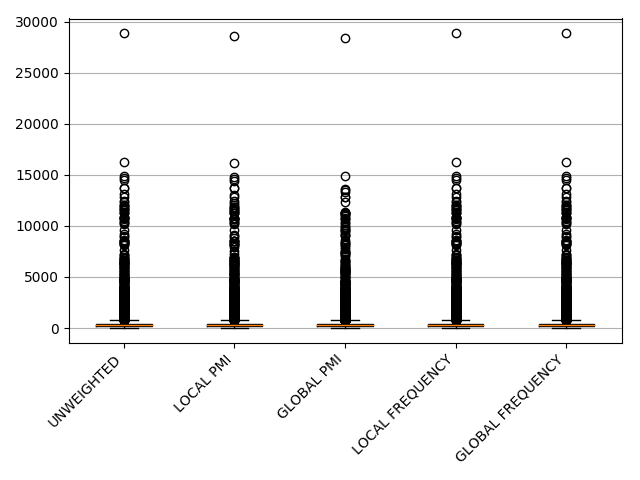 30000
25000
20000
15000
10000
5000
0
UNWEIGHTED
LOCAL PMI
GLOBAL PMI
LOCAL FREQUENCY
GLOBAL FREQUENCY